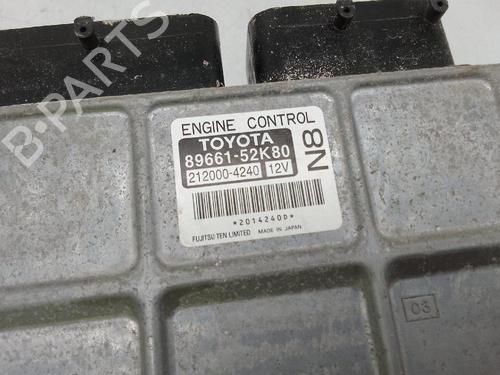 B-PARTS
ENGINE CONTROL
TOYOTA
89661-52K80
212000-4240 12V
N8
*2014240D*
FUJITSU TEN LIMITED MADE IN JAPAN
03